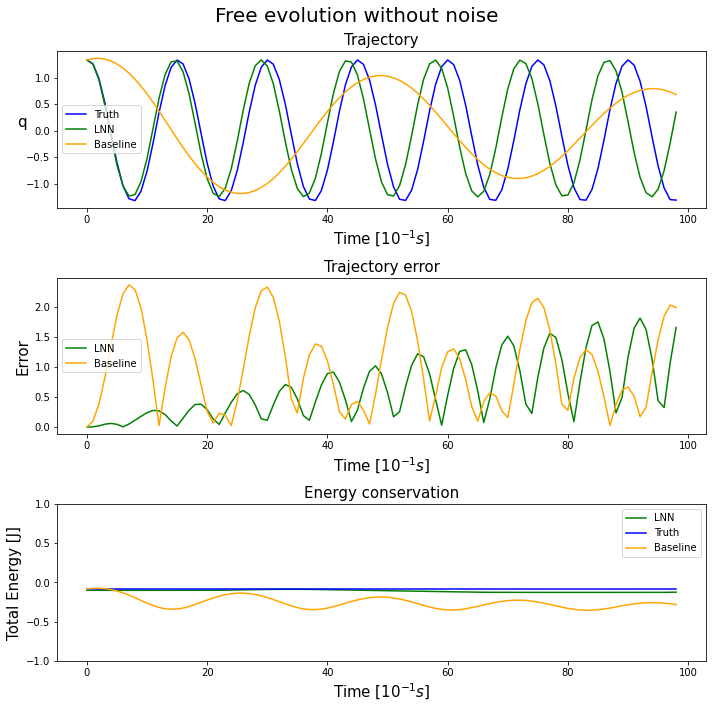 Free evolution without noise
Trajectory
q
1.0
0.5
0.0
−0.5
−1.0
Truth
LNN
Baseline
0 20 40 60 80 100
Time [10⁻¹s]
Trajectory error
Error
2.0
1.5
1.0
0.5
0.0
LNN
Baseline
0 20 40 60 80 100
Time [10⁻¹s]
Energy conservation
Total Energy [J]
1.0
0.5
0.0
−0.5
−1.0
LNN
Truth
Baseline
0 20 40 60 80 100
Time [10⁻¹s]